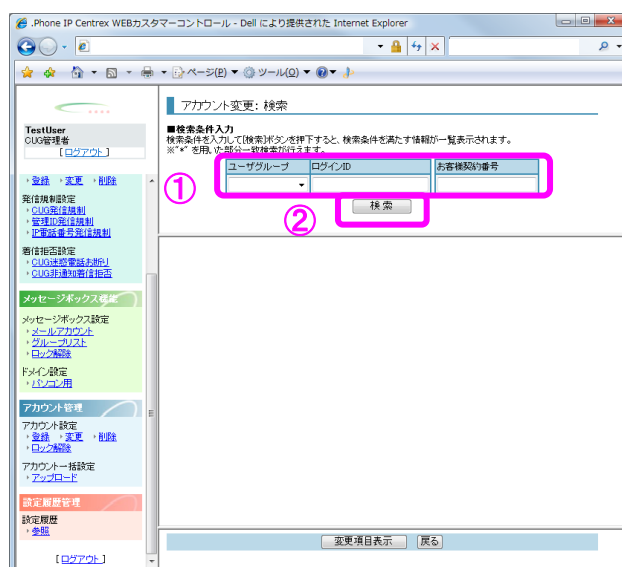 .Phone IP Centrex WEBカスタマーコントロール - Dell により提供された Internet Explorer
ページ(P) ツール(O)
TestUser
CUG管理者
[ログアウト]
・登録 ・変更 ・削除
発信規制設定
・CUG発信規制
・管理ID発信規制
・IP電話番号発信規制
着信拒否設定
・CUG迷惑電話お断り
・CUG非通知着信拒否
メッセージボックス機能
メッセージボックス設定
・メールアカウント
・グループリスト
・ロック解除
ドメイン設定
・パソコン用
アカウント管理
アカウント設定
・登録 ・変更 ・削除
・ロック解除
アカウント一括設定
・アップロード
設定履歴管理
設定履歴
・参照
[ログアウト]
アカウント変更: 検索
■検索条件入力
検索条件を入力して[検索]ボタンを押下すると、検索条件を満たす情報が一覧表示されます。
※"*" を用いた部分一致検索が行えます。
ユーザグループ ログインID お客様契約番号
①
検索
②
変更項目表示 戻る